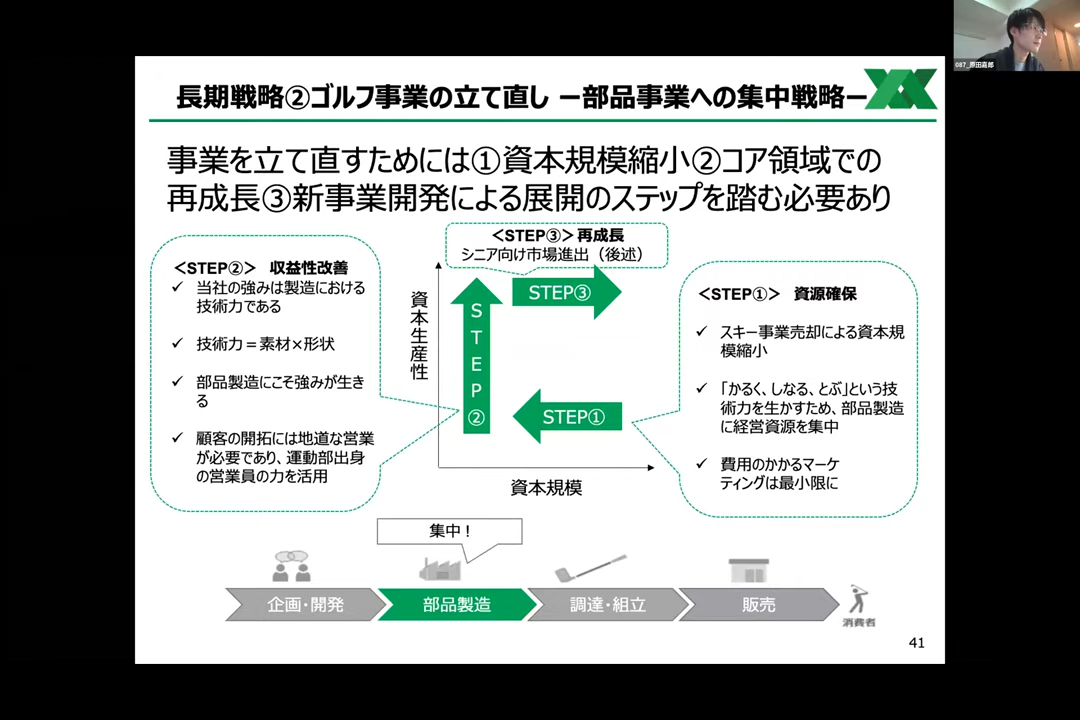 087_原田嘉郎
長期戦略②ゴルフ事業の立て直し ー部品事業への集中戦略ー
事業を立て直すためには①資本規模縮小②コア領域での
再成長③新事業開発による展開のステップを踏む必要あり
<STEP③>再成長
シニア向け市場進出（後述）
<STEP②> 収益性改善
✓ 当社の強みは製造における
技術力である
✓ 技術力＝素材×形状
✓ 部品製造にこそ強みが生き
る
✓ 顧客の開拓には地道な営業
が必要であり、運動部出身
の営業員の力を活用
資本生産性
STEP②
STEP③
STEP①
資本規模
<STEP①> 資源確保
✓ スキー事業売却による資本規
模縮小
✓ 「かるく、しなる、とぶ」という技
術力を生かすため、部品製造
に経営資源を集中
✓ 費用のかかるマーケ
ティングは最小限に
集中！
企画・開発
部品製造
調達・組立
販売
消費者
41